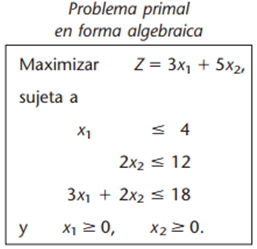 Problema primal
en forma algebraica
Maximizar Z = 3x₁ + 5x₂,
sujeta a
x₁ ≤ 4
2x₂ ≤ 12
3x₁ + 2x₂ ≤ 18
y x₁ ≥ 0, x₂ ≥ 0.